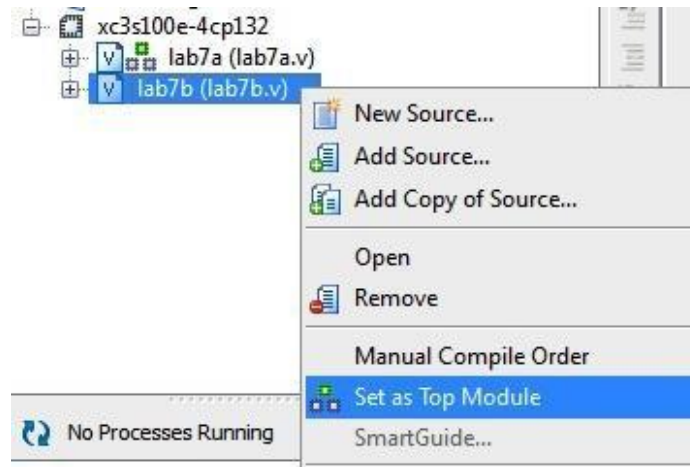 xc3s100e-4cp132
lab7a (lab7a.v)
lab7b (lab7b.v)
New Source...
Add Source...
Add Copy of Source...
Open
Remove
Manual Compile Order
Set as Top Module
SmartGuide...
No Processes Running